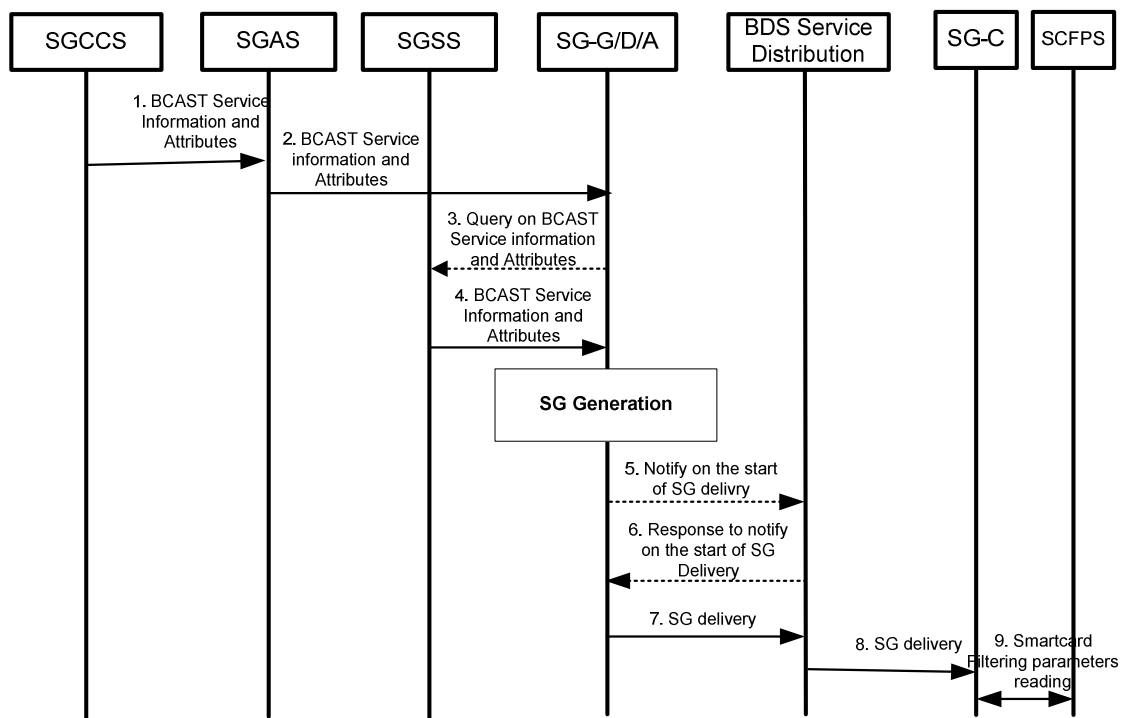 SGCCS
SGAS
SGSS
SG-G/D/A
BDS Service
Distribution
SG-C
SCFPS
1. BCAST Service
Information and
Attributes
2. BCAST Service
information and
Attributes
3. Query on BCAST
Service information
and Attributes
4. BCAST Service
Information and
Attributes
SG Generation
5. Notify on the start
of SG delivry
6. Response to notify
on the start of SG
Delivery
7. SG delivery
8. SG delivery
9. Smartcard
Filtering parameters
reading